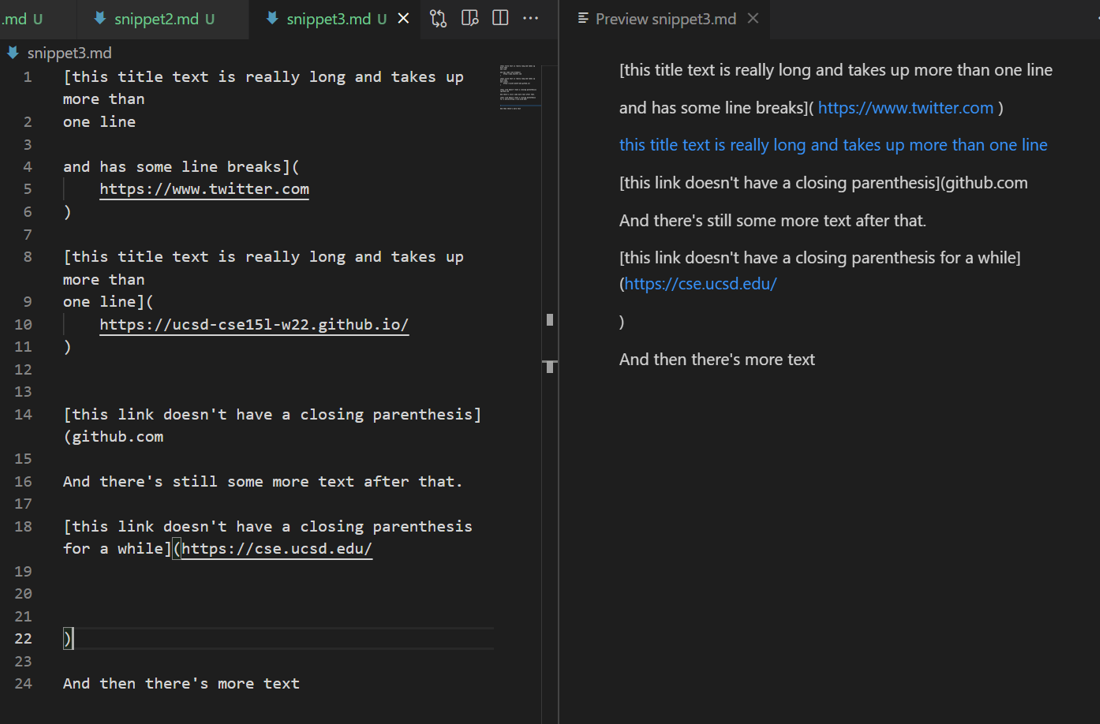 .md U
snippet2.md U
snippet3.md U
Preview snippet3.md
snippet3.md
1 [this title text is really long and takes up
more than
2 one line
3
4 and has some line breaks](
5 https://www.twitter.com
6 )
7
8 [this title text is really long and takes up
more than
9 one line](
10 https://ucsd-cse15l-w22.github.io/
11 )
12
13
14 [this link doesn't have a closing parenthesis]
(github.com
15
16 And there's still some more text after that.
17
18 [this link doesn't have a closing parenthesis
for a while](https://cse.ucsd.edu/
19
20
21
22 )
23
24 And then there's more text
[this title text is really long and takes up more than one line
and has some line breaks]( https://www.twitter.com )
this title text is really long and takes up more than one line
[this link doesn't have a closing parenthesis](github.com
And there's still some more text after that.
[this link doesn't have a closing parenthesis for a while]
(https://cse.ucsd.edu/
)
And then there's more text